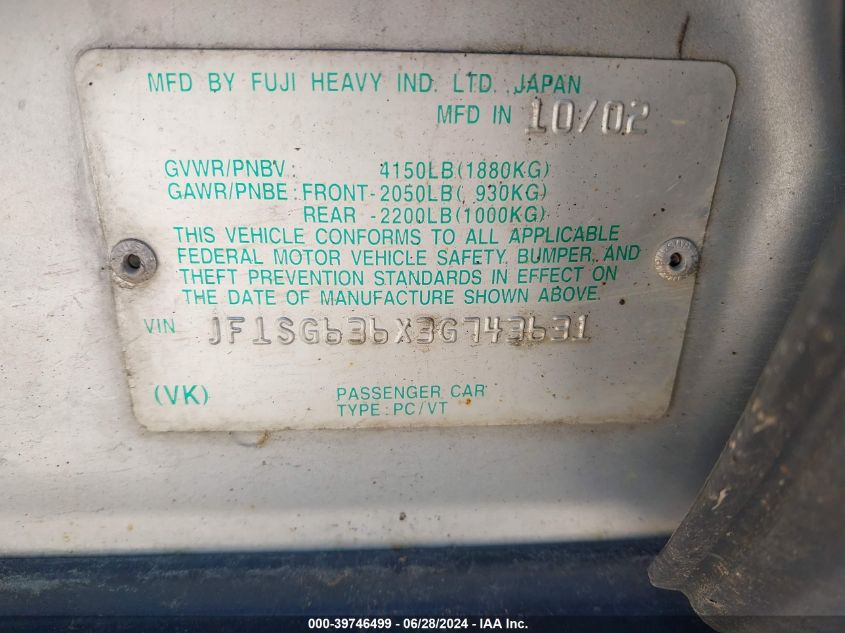 MFD BY FUJI HEAVY IND. LTD. JAPAN
MFD IN 10/02
GVWR/PNBV : 4150LB(1880KG)
GAWR/PNBE : FRONT-2050LB( 930KG)
REAR -2200LB(1000KG)
THIS VEHICLE CONFORMS TO ALL APPLICABLE
FEDERAL MOTOR VEHICLE SAFETY, BUMPER, AND
THEFT PREVENTION STANDARDS IN EFFECT ON
THE DATE OF MANUFACTURE SHOWN ABOVE.
VIN JF1SG636X3G743631
(VK) PASSENGER CAR
TYPE : PC/VT
000-39746499 - 06/28/2024 - IAA Inc.